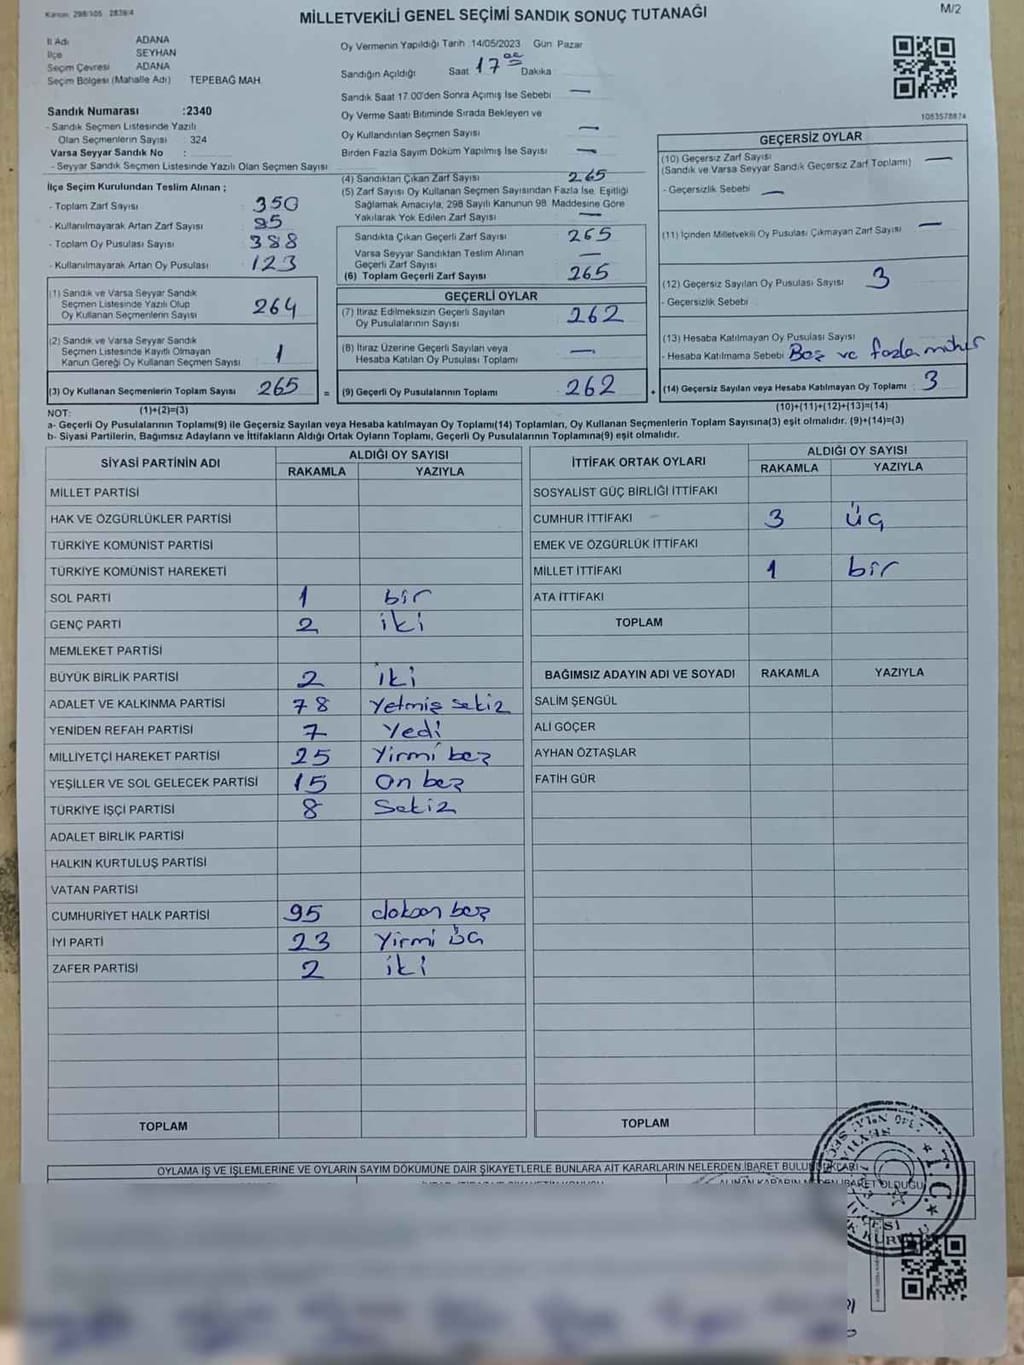 Kanun: 298/105 2839/4
MİLLETVEKİLİ GENEL SEÇİMİ SANDIK SONUÇ TUTANAĞI
M/2
İl Adı ADANA
İlçe SEYHAN
Seçim Çevresi ADANA
Seçim Bölgesi (Mahalle Adı) TEPEBAĞ MAH.
Oy Vermenin Yapıldığı Tarih 14/05/2023 Gün Pazar
Sandığın Açıldığı Saat 17 00 Dakika
Sandık Saat 17.00'den Sonra Açımış İse Sebebi —
Oy Verme Saati Bitiminde Sırada Bekleyen ve
Oy Kullandırılan Seçmen Sayısı —
Birden Fazla Sayım Döküm Yapılmış İse Sayısı —
1083578874
Sandık Numarası :2340
- Sandık Seçmen Listesinde Yazılı
Olan Seçmenlerin Sayısı : 324
Varsa Seyyar Sandık No :
- Seyyar Sandık Seçmen Listesinde Yazılı Olan Seçmen Sayısı
İlçe Seçim Kurulundan Teslim Alınan ;
- Toplam Zarf Sayısı 350
- Kullanılmayarak Artan Zarf Sayısı 85
- Toplam Oy Pusulası Sayısı 388
- Kullanılmayarak Artan Oy Pusulası 123
(1) Sandık ve Varsa Seyyar Sandık
Seçmen Listesinde Yazılı Olup
Oy Kullanan Seçmenlerin Sayısı 264
(2) Sandık ve Varsa Seyyar Sandık
Seçmen Listesinde Kayıtlı Olmayan
Kanun Gereği Oy Kullanan Seçmen Sayısı 1
(3) Oy Kullanan Seçmenlerin Toplam Sayısı 265 =
(1)+(2)=(3)
(4) Sandıktan Çıkan Zarf Sayısı 265
(5) Zarf Sayısı Oy Kullanan Seçmen Sayısından Fazla İse, Eşitliği
Sağlamak Amacıyla, 298 Sayılı Kanunun 98. Maddesine Göre
Yakılarak Yok Edilen Zarf Sayısı —
Sandıkta Çıkan Geçerli Zarf Sayısı 265
Varsa Seyyar Sandıktan Teslim Alınan
Geçerli Zarf Sayısı —
(6) Toplam Geçerli Zarf Sayısı 265
GEÇERLİ OYLAR
(7) İtiraz Edilmeksizin Geçerli Sayılan
Oy Pusulalarının Sayısı 262
(8) İtiraz Üzerine Geçerli Sayılan veya
Hesaba Katılan Oy Pusulası Toplamı —
(9) Geçerli Oy Pusulalarının Toplamı 262 +
GEÇERSİZ OYLAR
(10) Geçersiz Zarf Sayısı
(Sandık ve Varsa Seyyar Sandık Geçersiz Zarf Toplamı) —
- Geçersizlik Sebebi —
(11) İçinden Milletvekili Oy Pusulası Çıkmayan Zarf Sayısı —
(12) Geçersiz Sayılan Oy Pusulası Sayısı 3
- Geçersizlik Sebebi
(13) Hesaba Katılmayan Oy Pusulası Sayısı
- Hesaba Katılmama Sebebi Boş ve fazla mühür
(14) Geçersiz Sayılan veya Hesaba Katılmayan Oy Toplamı : 3
(10)+(11)+(12)+(13)=(14)
NOT:
a- Geçerli Oy Pusulalarının Toplamı(9) ile Geçersiz Sayılan veya Hesaba Katılmayan Oy Toplamı(14) Toplamları, Oy Kullanan Seçmenlerin Toplam Sayısına(3) eşit olmalıdır. (9)+(14)=(3)
b- Siyasi Partilerin, Bağımsız Adayların ve İttifakların Aldığı Ortak Oyların Toplamı, Geçerli Oy Pusulalarının Toplamına(9) eşit olmalıdır.
SİYASİ PARTİNİN ADI ALDIĞI OY SAYISI
RAKAMLA YAZIYLA
MİLLET PARTİSİ
HAK VE ÖZGÜRLÜKLER PARTİSİ
TÜRKİYE KOMÜNİST PARTİSİ
TÜRKİYE KOMÜNİST HAREKETİ
SOL PARTİ 1 bir
GENÇ PARTİ 2 iki
MEMLEKET PARTİSİ
BÜYÜK BİRLİK PARTİSİ 2 iki
ADALET VE KALKINMA PARTİSİ 78 Yetmiş sekiz
YENİDEN REFAH PARTİSİ 7 Yedi
MİLLİYETÇİ HAREKET PARTİSİ 25 Yirmi beş
YEŞİLLER VE SOL GELECEK PARTİSİ 15 On beş
TÜRKİYE İŞÇİ PARTİSİ 8 Sekiz
ADALET BİRLİK PARTİSİ
HALKIN KURTULUŞ PARTİSİ
VATAN PARTİSİ
CUMHURİYET HALK PARTİSİ 95 doksan beş
İYİ PARTİ 23 Yirmi üç
ZAFER PARTİSİ 2 iki
TOPLAM
İTTİFAK ORTAK OYLARI ALDIĞI OY SAYISI
RAKAMLA YAZIYLA
SOSYALİST GÜÇ BİRLİĞİ İTTİFAKI
CUMHUR İTTİFAKI 3 üç
EMEK VE ÖZGÜRLÜK İTTİFAKI
MİLLET İTTİFAKI 1 bir
ATA İTTİFAKI
TOPLAM
BAĞIMSIZ ADAYIN ADI VE SOYADI RAKAMLA YAZIYLA
SALİM ŞENGÜL
ALİ GÖÇER
AYHAN ÖZTAŞLAR
FATİH GÜR
TOPLAM
OYLAMA İŞ VE İŞLEMLERİNE VE OYLARIN SAYIM DÖKÜMÜNE DAİR ŞİKAYETLERLE BUNLARA AİT KARARLARIN NELERDEN İBARET BULUNDUKLARI
T.C.